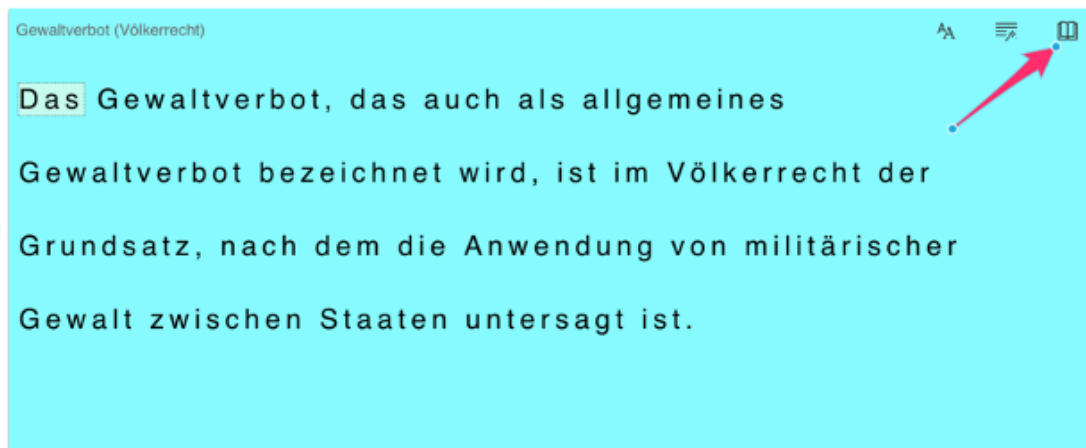 Gewaltverbot (Völkerrecht)
AA
Das Gewaltverbot, das auch als allgemeines
Gewaltverbot bezeichnet wird, ist im Völkerrecht der
Grundsatz, nach dem die Anwendung von militärischer
Gewalt zwischen Staaten untersagt ist.